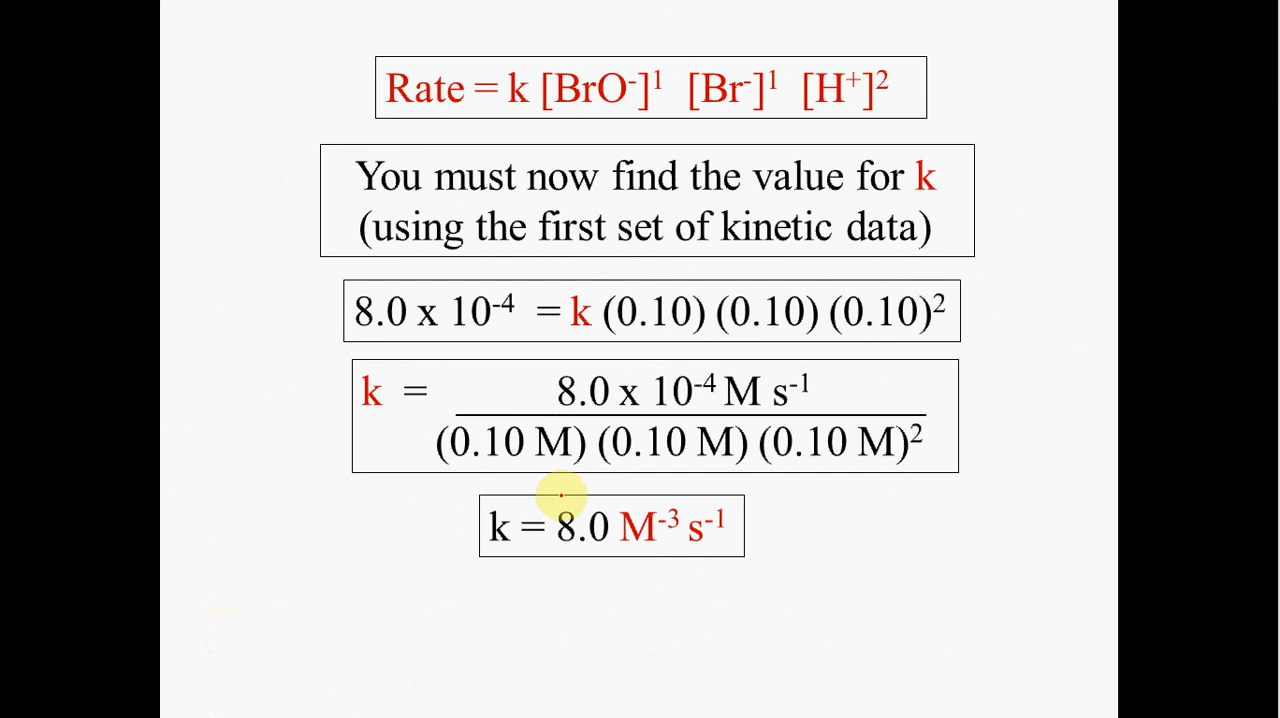 Rate = k [BrO⁻]¹ [Br⁻]¹ [H⁺]²
You must now find the value for k
(using the first set of kinetic data)
8.0 x 10⁻⁴ = k (0.10) (0.10) (0.10)²
k = 8.0 x 10⁻⁴ M s⁻¹
(0.10 M) (0.10 M) (0.10 M)²
k = 8.0 M⁻³ s⁻¹